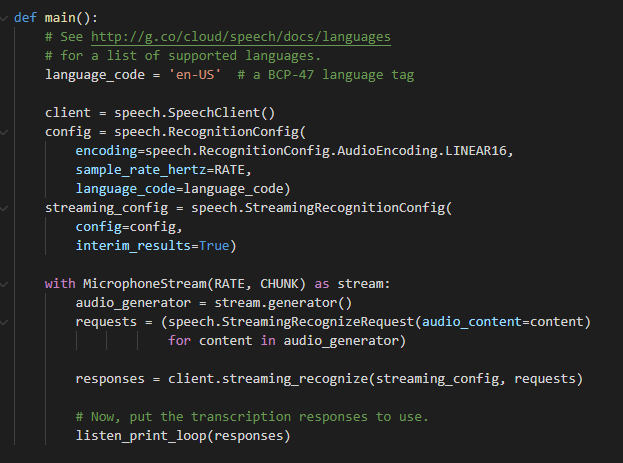 def main():
    # See http://g.co/cloud/speech/docs/languages
    # for a list of supported languages.
    language_code = 'en-US'  # a BCP-47 language tag

    client = speech.SpeechClient()
    config = speech.RecognitionConfig(
        encoding=speech.RecognitionConfig.AudioEncoding.LINEAR16,
        sample_rate_hertz=RATE,
        language_code=language_code)
    streaming_config = speech.StreamingRecognitionConfig(
        config=config,
        interim_results=True)

    with MicrophoneStream(RATE, CHUNK) as stream:
        audio_generator = stream.generator()
        requests = (speech.StreamingRecognizeRequest(audio_content=content)
                    for content in audio_generator)

        responses = client.streaming_recognize(streaming_config, requests)

        # Now, put the transcription responses to use.
        listen_print_loop(responses)